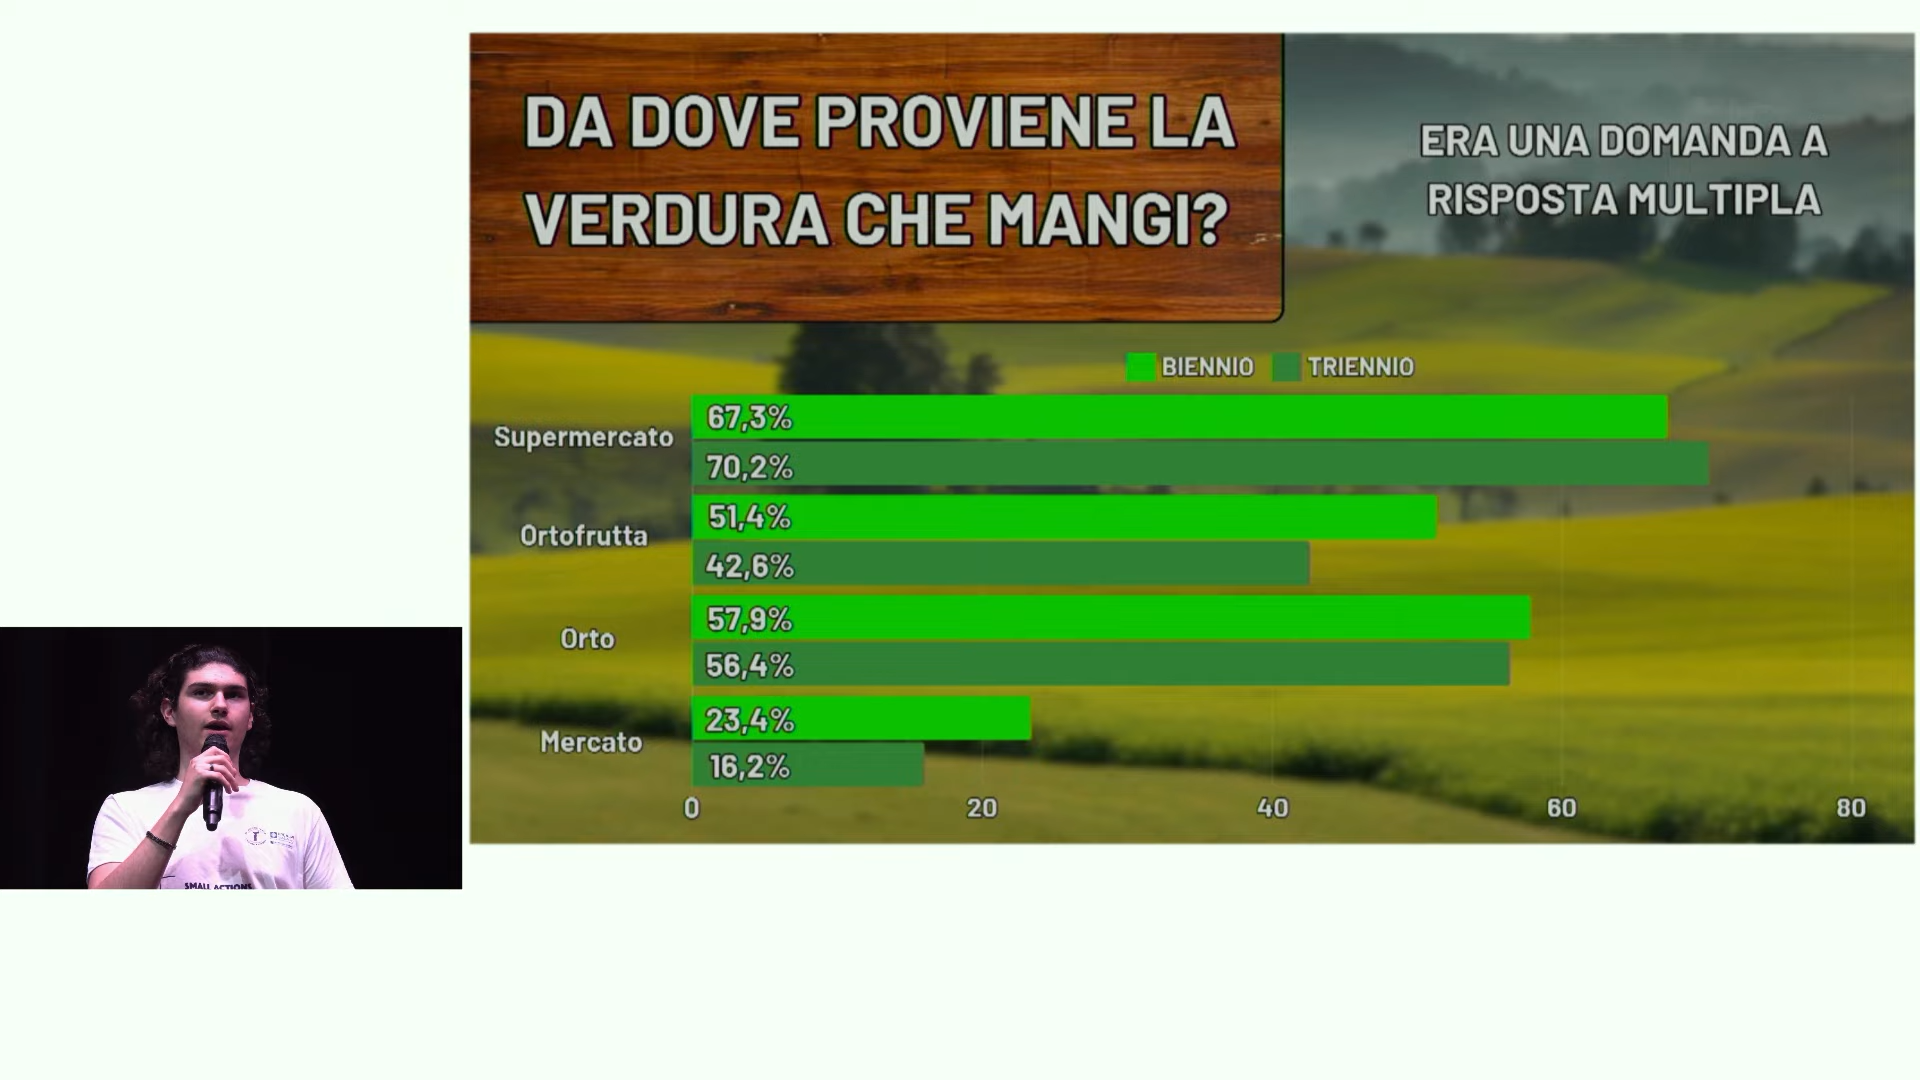 DA DOVE PROVIENE LA
VERDURA CHE MANGI?
ERA UNA DOMANDA A
RISPOSTA MULTIPLA
BIENNIO TRIENNIO
Supermercato
67,3%
70,2%
Ortofrutta
51,4%
42,6%
Orto
57,9%
56,4%
Mercato
23,4%
16,2%
0 20 40 60 80
SMALL ACTIONS